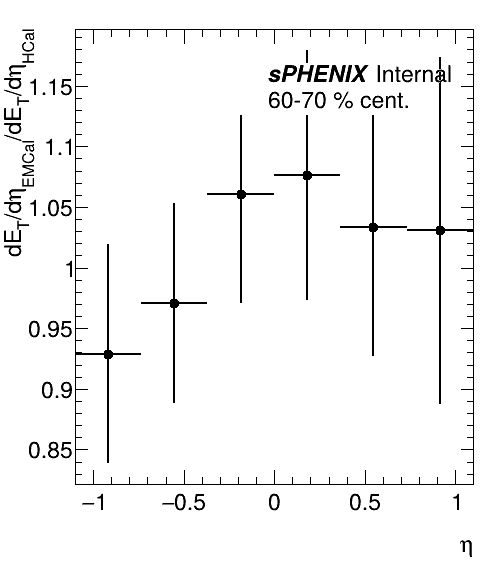 dE_T/dη_EMCal/dE_T/dη_HCal
sPHENIX Internal
60-70 % cent.
1.15
1.1
1.05
1
0.95
0.9
0.85
−1 −0.5 0 0.5 1
η